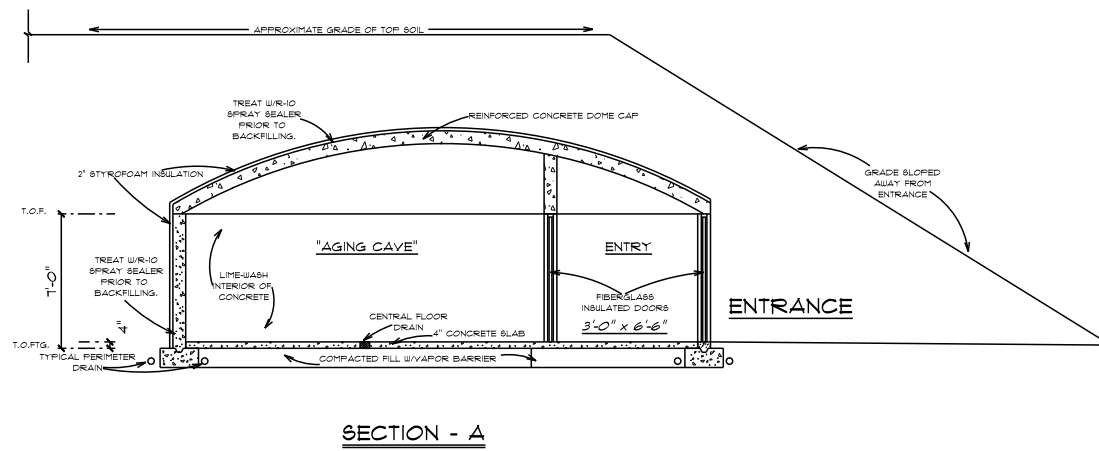 APPROXIMATE GRADE OF TOP SOIL
TREAT W/R-10
SPRAY SEALER
PRIOR TO
BACKFILLING.
REINFORCED CONCRETE DOME CAP
2" STYROFOAM INSULATION
GRADE SLOPED
AWAY FROM
ENTRANCE
T.O.F.
"AGING CAVE"
ENTRY
TREAT W/R-10
SPRAY SEALER
PRIOR TO
BACKFILLING.
7'-0"
LIME-WASH
INTERIOR OF
CONCRETE
FIBERGLASS
INSULATED DOORS
3'-0" x 6'-6"
ENTRANCE
CENTRAL FLOOR
DRAIN
4" CONCRETE SLAB
4"
T.O.FTG.
TYPICAL PERIMETER
DRAIN
COMPACTED FILL W/VAPOR BARRIER
SECTION - A